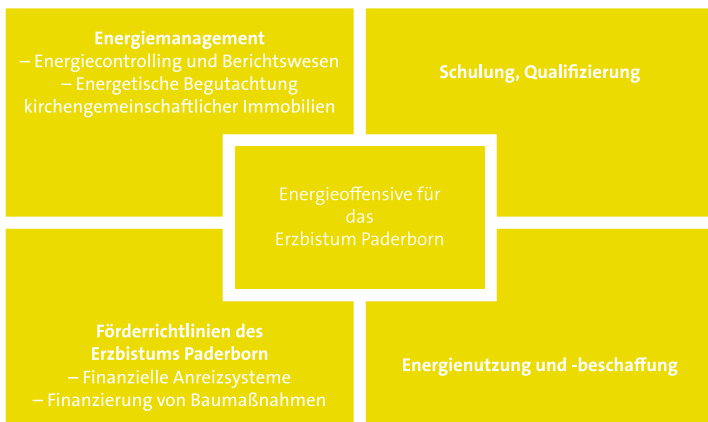 Energiemanagement
– Energiecontrolling und Berichtswesen
– Energetische Begutachtung
kirchengemeinschaftlicher Immobilien
Schulung, Qualifizierung
Energieoffensive für
das
Erzbistum Paderborn
Förderrichtlinien des
Erzbistums Paderborn
– Finanzielle Anreizsysteme
– Finanzierung von Baumaßnahmen
Energienutzung und -beschaffung